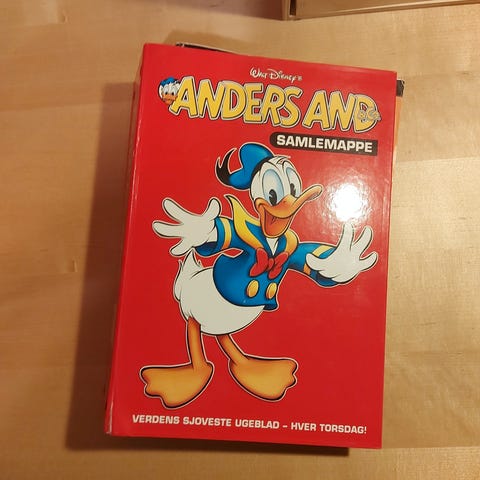 Walt Disney's
ANDERS AND
SAMLEMAPPE
VERDENS SJOVESTE UGEBLAD – HVER TORSDAG!